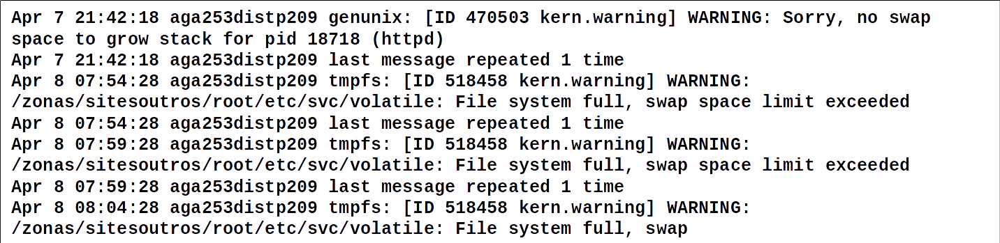 Apr 7 21:42:18 aga253distp209 genunix: [ID 470503 kern.warning] WARNING: Sorry, no swap
space to grow stack for pid 18718 (httpd)
Apr 7 21:42:18 aga253distp209 last message repeated 1 time
Apr 8 07:54:28 aga253distp209 tmpfs: [ID 518458 kern.warning] WARNING:
/zonas/sitesoutros/root/etc/svc/volatile: File system full, swap space limit exceeded
Apr 8 07:54:28 aga253distp209 last message repeated 1 time
Apr 8 07:59:28 aga253distp209 tmpfs: [ID 518458 kern.warning] WARNING:
/zonas/sitesoutros/root/etc/svc/volatile: File system full, swap space limit exceeded
Apr 8 07:59:28 aga253distp209 last message repeated 1 time
Apr 8 08:04:28 aga253distp209 tmpfs: [ID 518458 kern.warning] WARNING:
/zonas/sitesoutros/root/etc/svc/volatile: File system full, swap